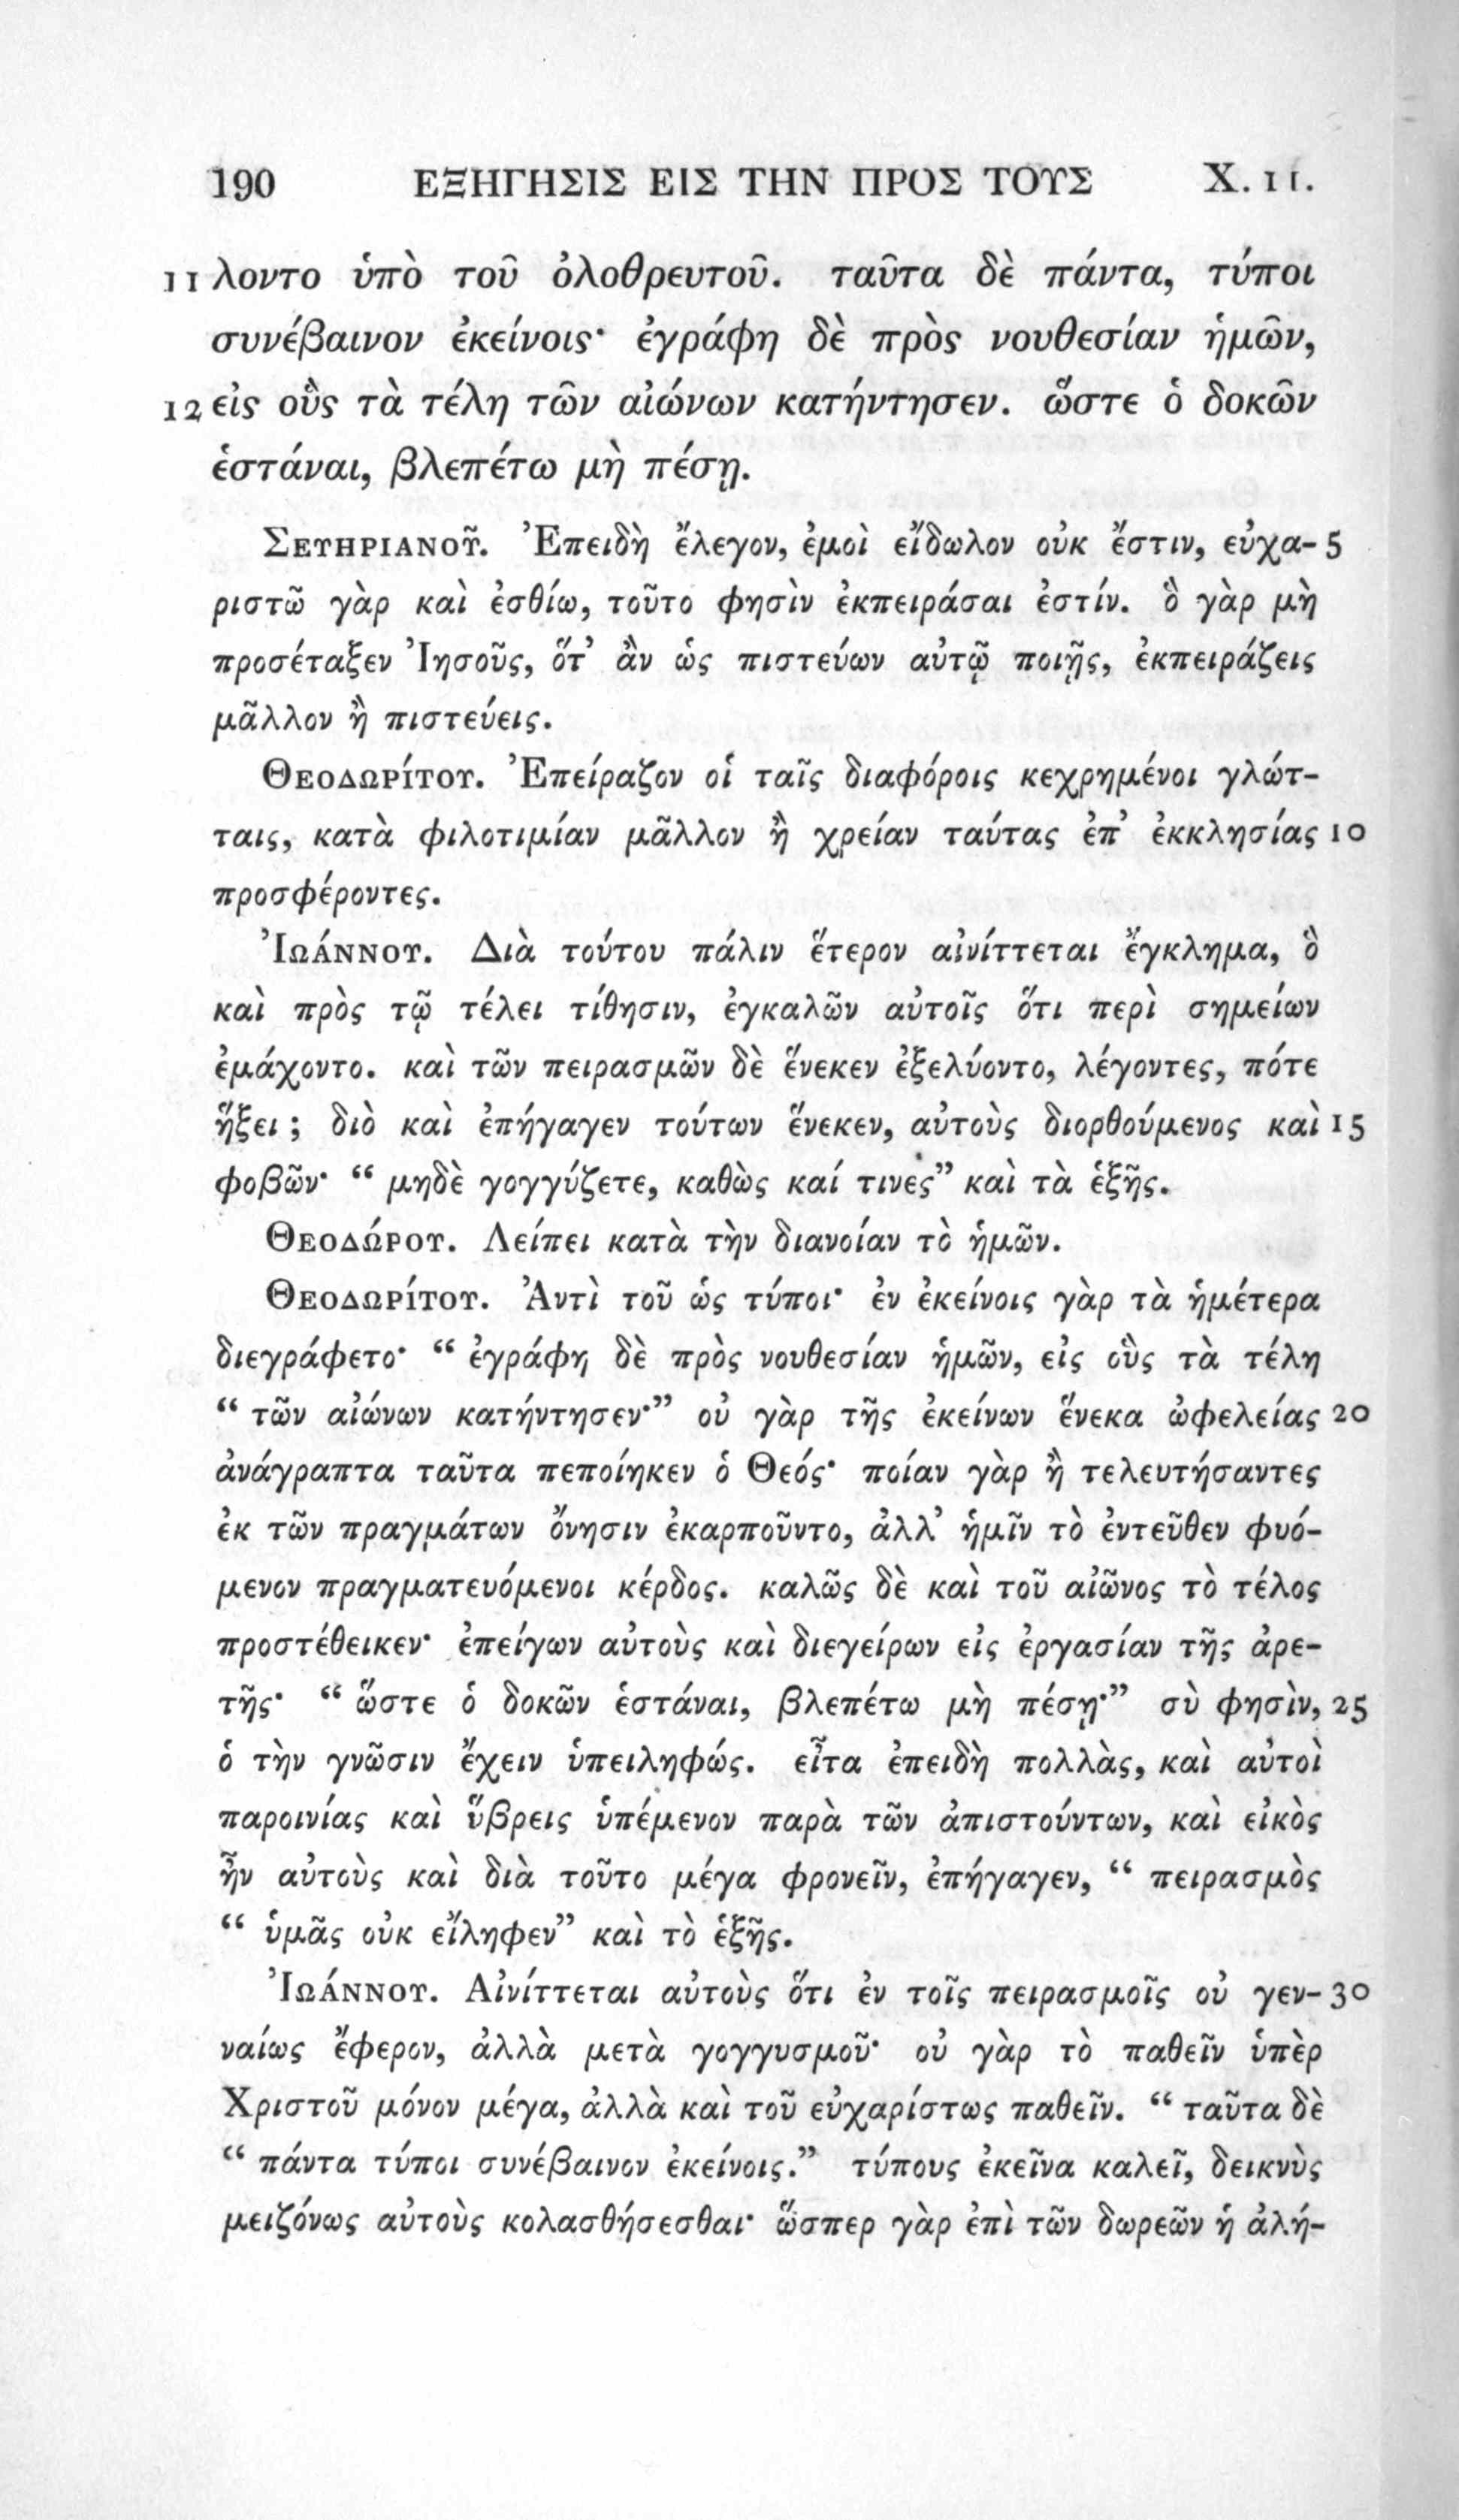 190 ΕΞΗΓΗΣΙΣ ΕΙΣ ΤΗΝ ΠΡΟΣ ΤΟΥΣ X. 11.
11 λοντο ὑπὸ τοῦ ὀλοθρευτοῦ. ταῦτα δὲ πάντα, τύποι
συνέβαινον ἐκείνοις· ἐγράφη δὲ πρὸς νουθεσίαν ἡμῶν,
12 εἰς οὓς τὰ τέλη τῶν αἰώνων κατήντησεν. ὥστε ὁ δοκῶν
ἑστάναι, βλεπέτω μὴ πέσῃ.
Σευηριανοῦ. Ἐπειδὴ ἔλεγον, ἐμοὶ εἴδωλον οὐκ ἔστιν, εὐχα- 5
ριστῶ γὰρ καὶ ἐσθίω, τοῦτο φησὶν ἐκπειράσαι ἐστίν. ὃ γὰρ μὴ
προσέταξεν Ἰησοῦς, ὅτ’ ἂν ὡς πιστεύων αὐτῷ ποιῇς, ἐκπειράζεις
μᾶλλον ἢ πιστεύεις.
Θεοδωρίτου. Ἐπείραζον οἱ ταῖς διαφόροις κεχρημένοι γλώτ-
ταις, κατὰ φιλοτιμίαν μᾶλλον ἢ χρείαν ταύτας ἐπ’ ἐκκλησίας 10
προσφέροντες.
Ἰωάννου. Διὰ τούτου πάλιν ἕτερον αἰνίττεται ἔγκλημα, ὃ
καὶ πρὸς τῷ τέλει τίθησιν, ἐγκαλῶν αὐτοῖς ὅτι περὶ σημείων
ἐμάχοντο. καὶ τῶν πειρασμῶν δὲ ἕνεκεν ἐξελύοντο, λέγοντες, πότε
ἥξει ; διὸ καὶ ἐπήγαγεν τούτων ἕνεκεν, αὐτοὺς διορθούμενος καὶ 15
φοβῶν· “ μηδὲ γογγύζετε, καθὼς καί τινες” καὶ τὰ ἑξῆς.
Θεοδώρου. Λείπει κατὰ τὴν διανοίαν τὸ ἡμῶν.
Θεοδωρίτου. Ἀντὶ τοῦ ὡς τύποι· ἐν ἐκείνοις γὰρ τὰ ἡμέτερα
διεγράφετο· “ ἐγράφη δὲ πρὸς νουθεσίαν ἡμῶν, εἰς οὓς τὰ τέλη
“ τῶν αἰώνων κατήντησεν·” οὐ γὰρ τῆς ἐκείνων ἕνεκα ὠφελείας 20
ἀνάγραπτα ταῦτα πεποίηκεν ὁ Θεός· ποίαν γὰρ ἢ τελευτήσαντες
ἐκ τῶν πραγμάτων ὄνησιν ἐκαρποῦντο, ἀλλ’ ἡμῖν τὸ ἐντεῦθεν φυό-
μενον πραγματευόμενοι κέρδος. καλῶς δὲ καὶ τοῦ αἰῶνος τὸ τέλος
προστέθεικεν· ἐπείγων αὐτοὺς καὶ διεγείρων εἰς ἐργασίαν τῆς ἀρε-
τῆς· “ ὥστε ὁ δοκῶν ἑστάναι, βλεπέτω μὴ πέσῃ·” σὺ φησὶν, 25
ὁ τὴν γνῶσιν ἔχειν ὑπειληφώς. εἶτα ἐπειδὴ πολλὰς, καὶ αὐτοὶ
παροινίας καὶ ὕβρεις ὑπέμενον παρὰ τῶν ἀπιστούντων, καὶ εἰκὸς
ἦν αὐτοὺς καὶ διὰ τοῦτο μέγα φρονεῖν, ἐπήγαγεν, “ πειρασμὸς
“ ὑμᾶς οὐκ εἴληφεν” καὶ τὸ ἑξῆς.
Ἰωάννου. Αἰνίττεται αὐτοὺς ὅτι ἐν τοῖς πειρασμοῖς οὐ γεν- 30
ναίως ἔφερον, ἀλλὰ μετὰ γογγυσμοῦ· οὐ γὰρ τὸ παθεῖν ὑπὲρ
Χριστοῦ μόνον μέγα, ἀλλὰ καὶ τοῦ εὐχαρίστως παθεῖν. “ ταῦτα δὲ
“ πάντα τύποι συνέβαινον ἐκείνοις.” τύπους ἐκεῖνα καλεῖ, δεικνὺς
μειζόνως αὐτοὺς κολασθήσεσθαι· ὥσπερ γὰρ ἐπὶ τῶν δωρεῶν ἡ ἀλή-